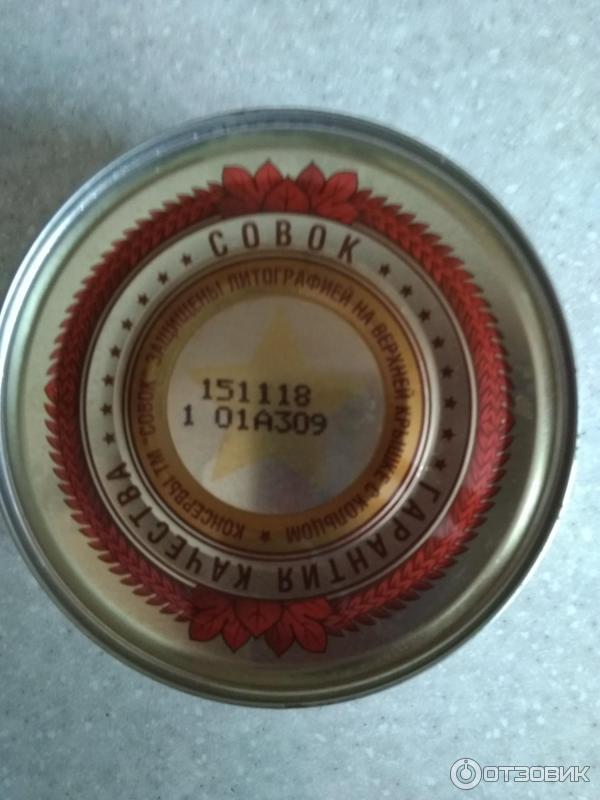 СОВОК
ГАРАНТИЯ КАЧЕСТВА
КОНСЕРВЫ ТМ "СОВОК" ЗАЩИЩЕНЫ ЛИТОГРАФИЕЙ НА ВЕРХНЕЙ КРЫШКЕ С КОЛЬЦОМ
151118
1 01А309
ОТЗОВИК